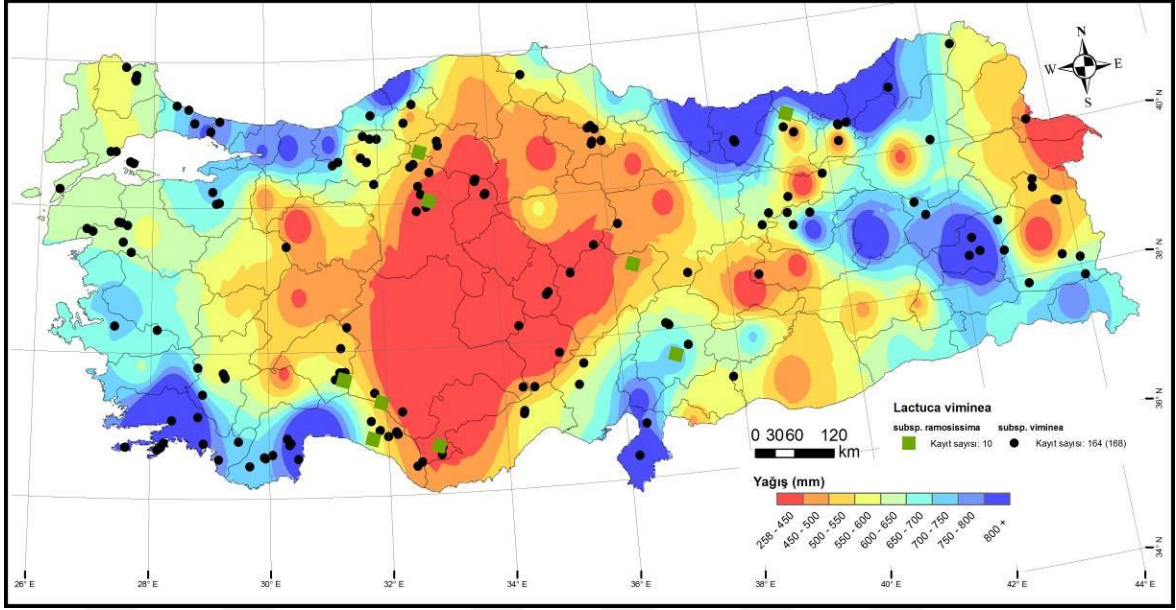 N
W E
S
40° N
38° N
36° N
34° N
Lactuca viminea
subsp. ramosissima subsp. viminea
Kayıt sayısı: 10 Kayıt sayısı: 164 (168)
0 30 60 120
km
Yağış (mm)
258 - 450
450 - 500
500 - 550
550 - 600
600 - 650
650 - 700
700 - 750
750 - 800
800 +
26° E 28° E 30° E 32° E 34° E 36° E 38° E 40° E 42° E 44° E